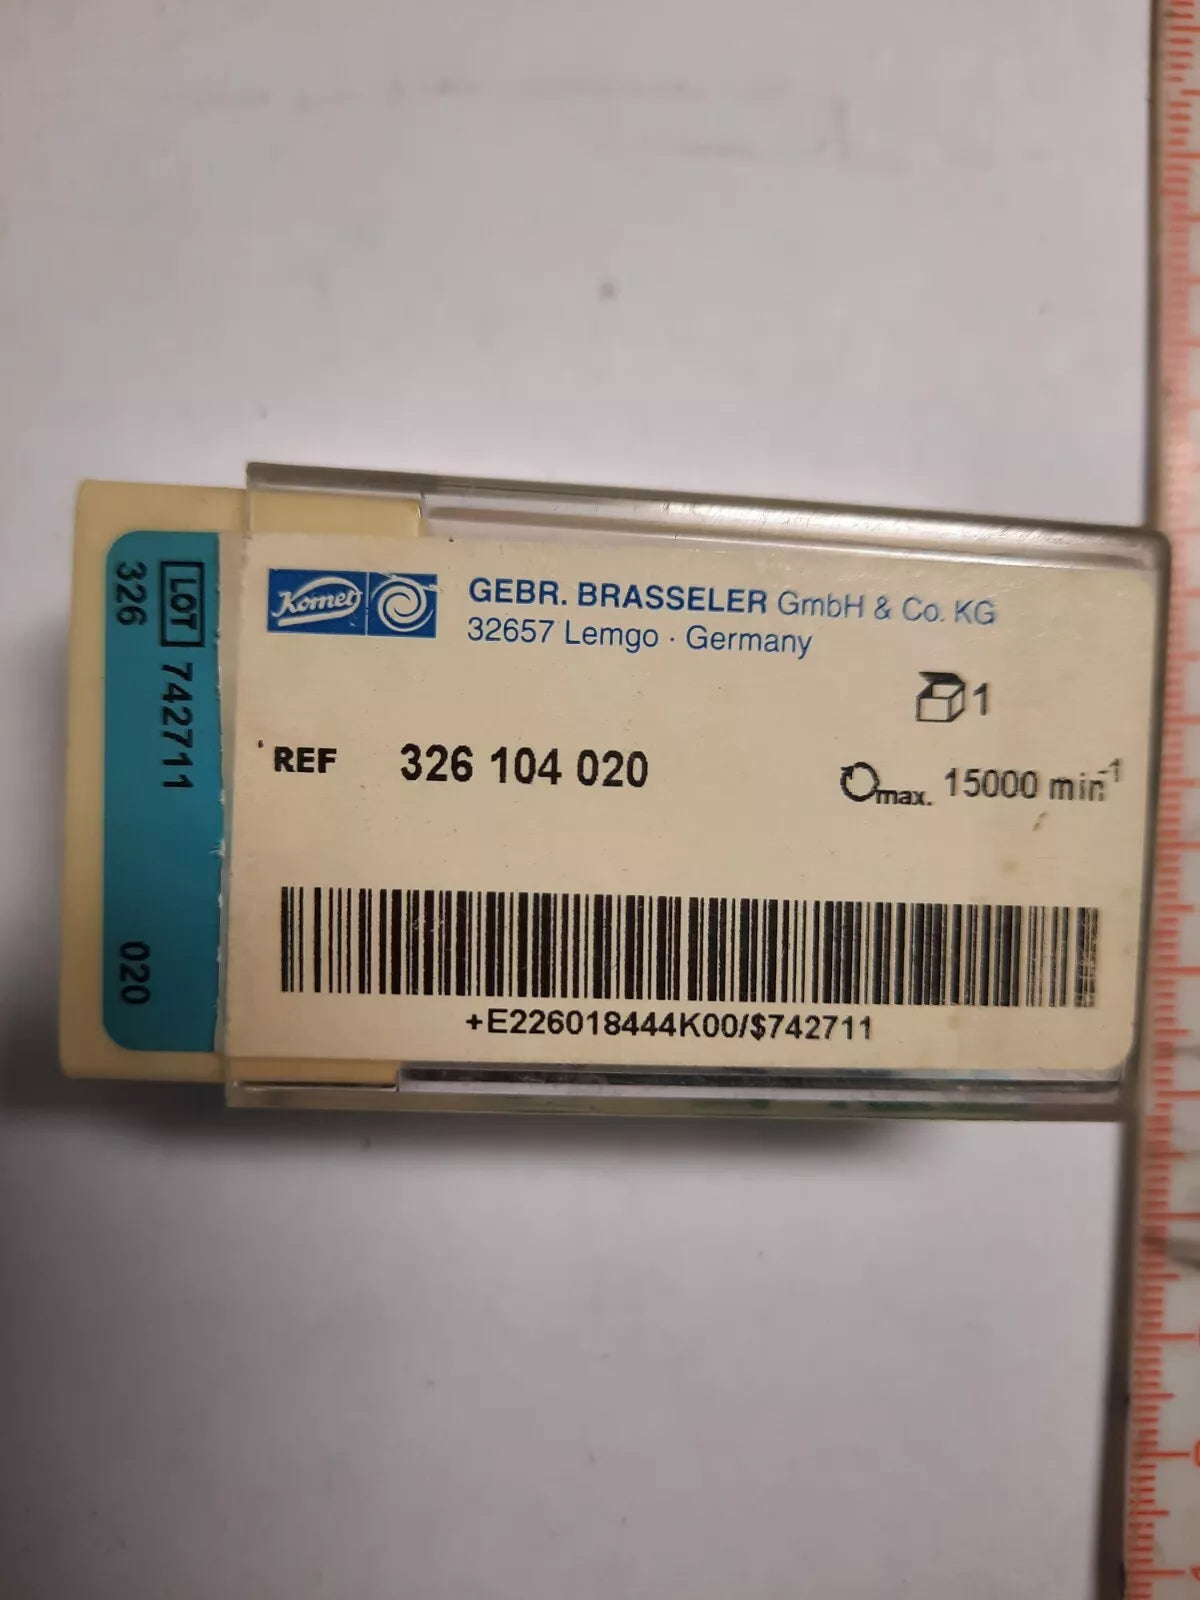 Komet
GEBR. BRASSELER GmbH & Co. KG
32657 Lemgo · Germany
1
REF 326 104 020
max. 15000 min-1
+E226018444K00/$742711
LOT 742711
326 020